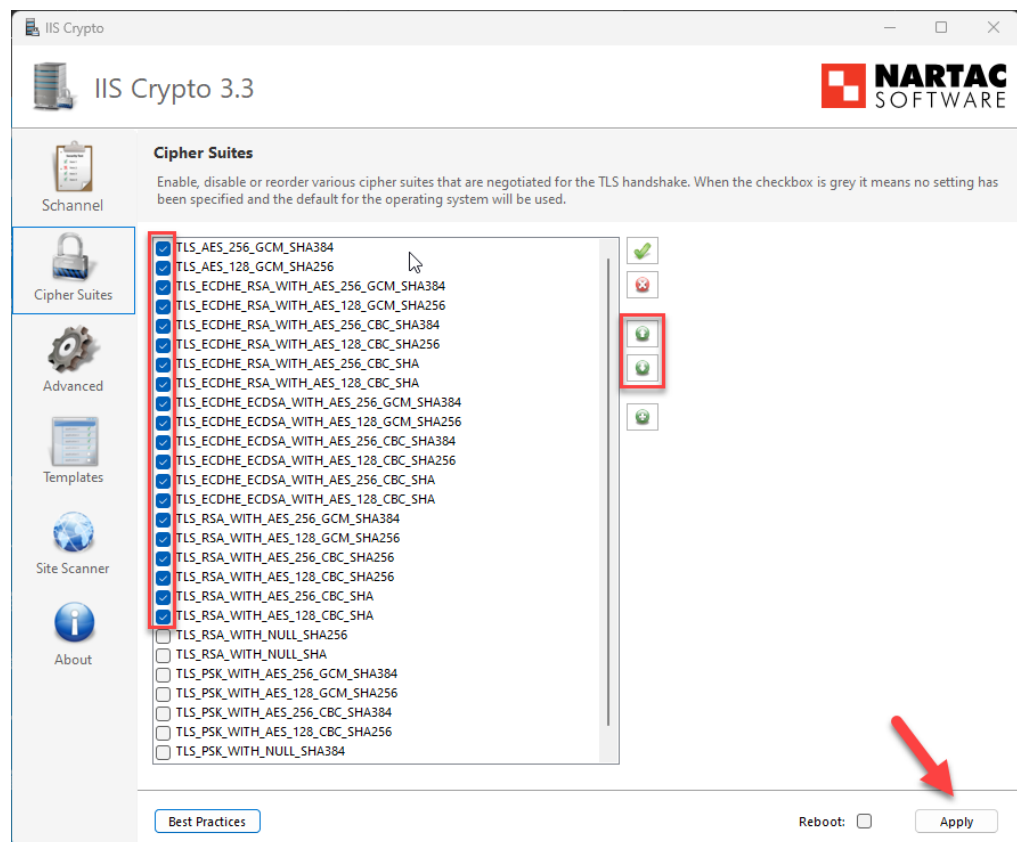 IIS Crypto
IIS Crypto 3.3
NARTAC
SOFTWARE
Schannel
Cipher Suites
Advanced
Templates
Site Scanner
About
Cipher Suites
Enable, disable or reorder various cipher suites that are negotiated for the TLS handshake. When the checkbox is grey it means no setting has
been specified and the default for the operating system will be used.
TLS_AES_256_GCM_SHA384
TLS_AES_128_GCM_SHA256
TLS_ECDHE_RSA_WITH_AES_256_GCM_SHA384
TLS_ECDHE_RSA_WITH_AES_128_GCM_SHA256
TLS_ECDHE_RSA_WITH_AES_256_CBC_SHA384
TLS_ECDHE_RSA_WITH_AES_128_CBC_SHA256
TLS_ECDHE_RSA_WITH_AES_256_CBC_SHA
TLS_ECDHE_RSA_WITH_AES_128_CBC_SHA
TLS_ECDHE_ECDSA_WITH_AES_256_GCM_SHA384
TLS_ECDHE_ECDSA_WITH_AES_128_GCM_SHA256
TLS_ECDHE_ECDSA_WITH_AES_256_CBC_SHA384
TLS_ECDHE_ECDSA_WITH_AES_128_CBC_SHA256
TLS_ECDHE_ECDSA_WITH_AES_256_CBC_SHA
TLS_ECDHE_ECDSA_WITH_AES_128_CBC_SHA
TLS_RSA_WITH_AES_256_GCM_SHA384
TLS_RSA_WITH_AES_128_GCM_SHA256
TLS_RSA_WITH_AES_256_CBC_SHA256
TLS_RSA_WITH_AES_128_CBC_SHA256
TLS_RSA_WITH_AES_256_CBC_SHA
TLS_RSA_WITH_AES_128_CBC_SHA
TLS_RSA_WITH_NULL_SHA256
TLS_RSA_WITH_NULL_SHA
TLS_PSK_WITH_AES_256_GCM_SHA384
TLS_PSK_WITH_AES_128_GCM_SHA256
TLS_PSK_WITH_AES_256_CBC_SHA384
TLS_PSK_WITH_AES_128_CBC_SHA256
TLS_PSK_WITH_NULL_SHA384
Best Practices
Reboot:
Apply